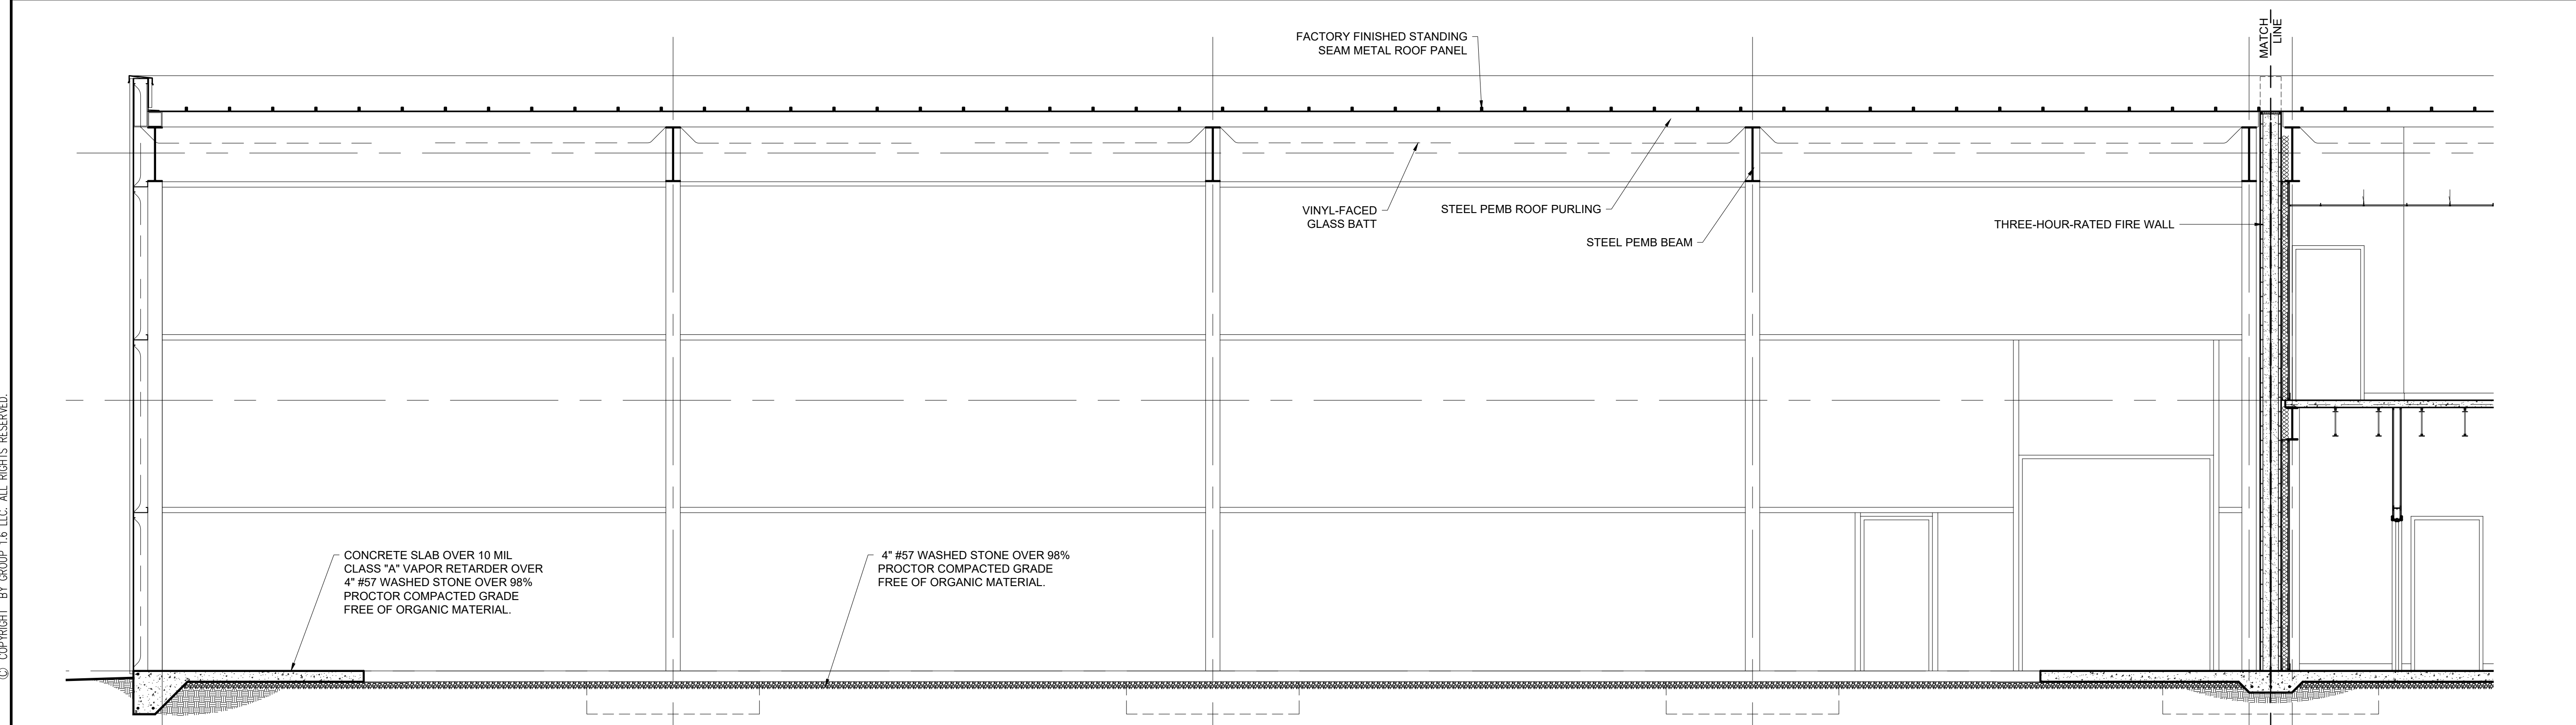 FACTORY FINISHED STANDING
SEAM METAL ROOF PANEL
MATCH
LINE
VINYL-FACED
GLASS BATT
STEEL PEMB ROOF PURLING
STEEL PEMB BEAM
THREE-HOUR-RATED FIRE WALL
CONCRETE SLAB OVER 10 MIL
CLASS "A" VAPOR RETARDER OVER
4" #57 WASHED STONE OVER 98%
PROCTOR COMPACTED GRADE
FREE OF ORGANIC MATERIAL.
4" #57 WASHED STONE OVER 98%
PROCTOR COMPACTED GRADE
FREE OF ORGANIC MATERIAL.
© COPYRIGHT BY GROUP 1.6 LLC. ALL RIGHTS RESERVED.